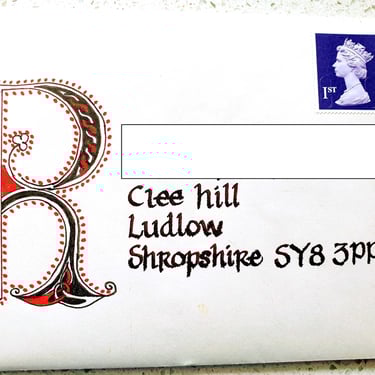 R
1ST
Clee hill
Ludlow
Shropshire SY8 3PP